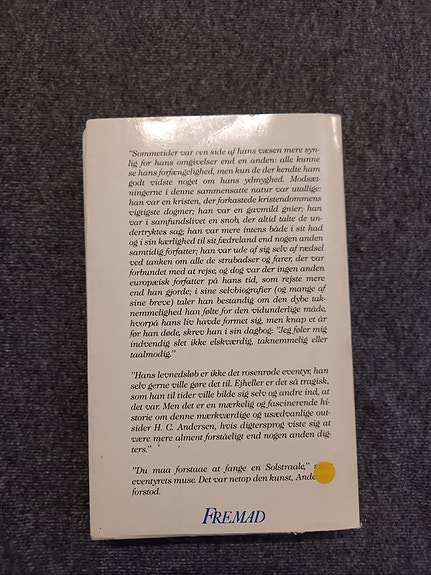 "Sommetider var een side af hans væsen mere syn-
lig for hans omgivelser end en anden: alle kunne
se hans forfængelighed, men kun de der kendte ham
godt vidste noget om hans ydmyghed. Modsæt-
ningerne i denne sammensatte natur var utallige:
han var en kristen, der forkastede kristendommens
vigtigste dogmer; han var en gavmild gnier; han
var i samfundslivet en snob, der altid talte de un-
dertryktes sag; han var mere intens både i sit had
og i sin kærlighed til sit fædreland end nogen anden
samtidig forfatter; han var ude af sig selv af rædsel
ved tanken om alle de strabadser og farer, der var
forbundet med at rejse, og dog var der ingen anden
europæisk forfatter på hans tid, som rejste mere
end han gjorde; i sine selvbiografier (og mange af
sine breve) taler han bestandig om den dybe tak-
nemmelighed han følte for den vidunderlige måde,
hvorpå hans liv havde formet sig, men knap et år
før han døde, skrev han i sin dagbog: "Jeg føler mig
indvendig slet ikke elskværdig, taknemmelig eller
taalmodig."
"Hans levnedsløb er ikke det rosenrøde eventyr, han
selv gerne ville gøre det til. Ejheller er det så tragisk,
som han til tider ville bilde sig selv og andre ind, at
det var. Men det er en mærkelig og fascinerende hi-
storie om denne mærkværdige og usædvanlige out-
sider H. C. Andersen, hvis digtersprog viste sig at
være mere alment forståeligt end nogen anden dig-
ters."
"Du maa forstaae at fange en Solstraale,"
eventyrets muse. Det var netop den kunst,
forstod.
FREMAD